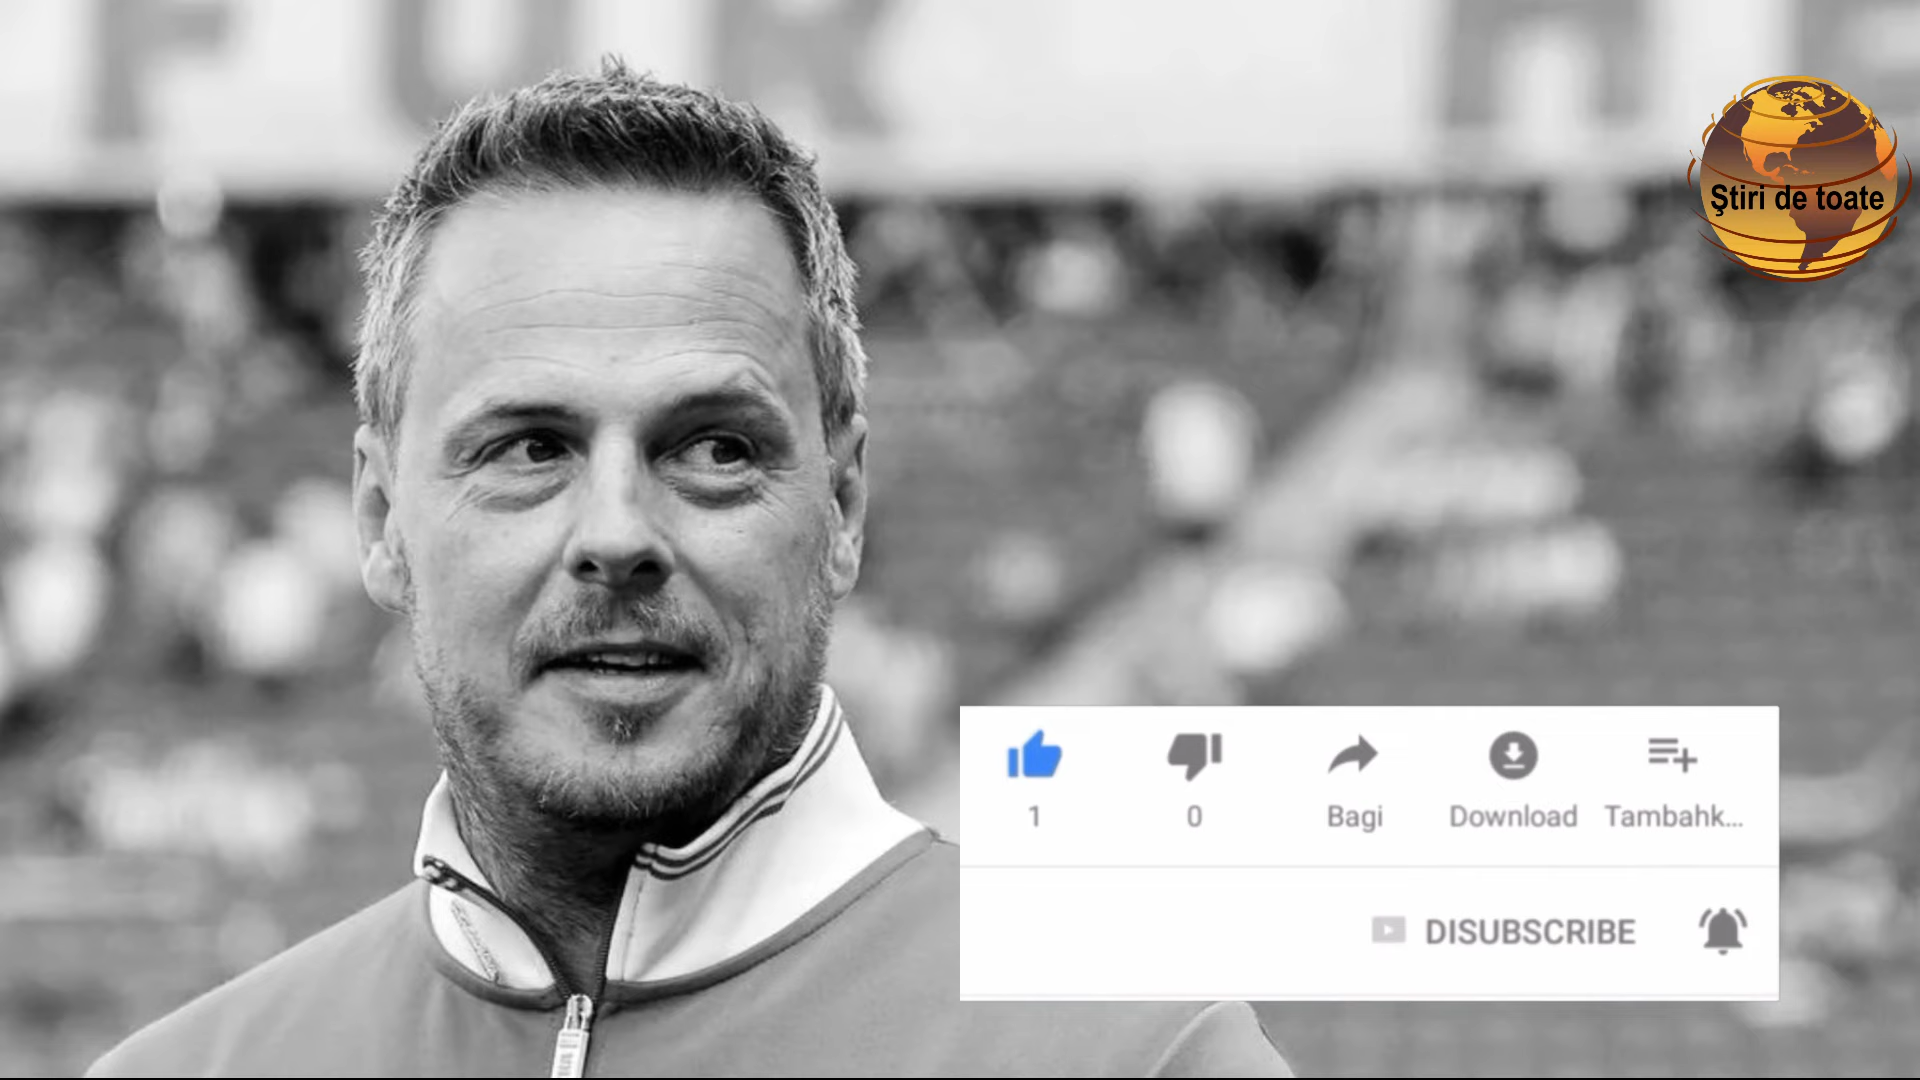 Ştiri de toate
1
0
Bagi
Download
Tambahk...
DISUBSCRIBE